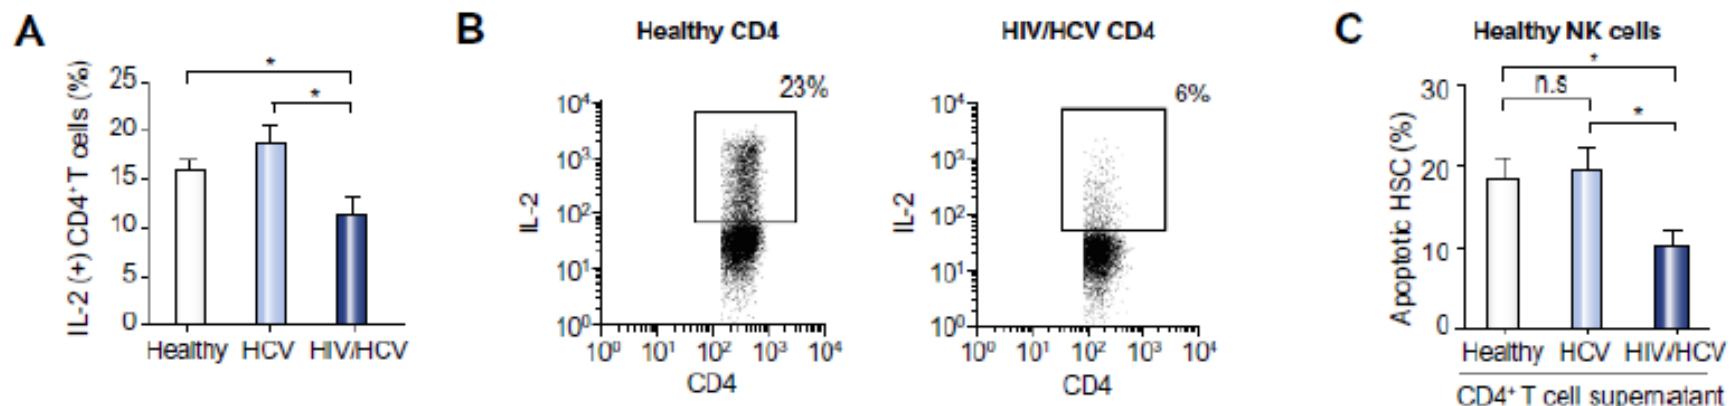 A
IL-2 (+) CD4⁺ T cells (%)
25
20
15
10
5
0
*
*
Healthy HCV HIV/HCV
B
Healthy CD4
23%
IL-2
10⁴
10³
10²
10¹
10⁰
10⁰ 10¹ 10² 10³ 10⁴
CD4
HIV/HCV CD4
6%
IL-2
10⁴
10³
10²
10¹
10⁰
10⁰ 10¹ 10² 10³ 10⁴
CD4
C
Healthy NK cells
*
n.s
*
Apoptotic HSC (%)
30
20
10
0
Healthy HCV HIV/HCV
CD4⁺ T cell supernatant